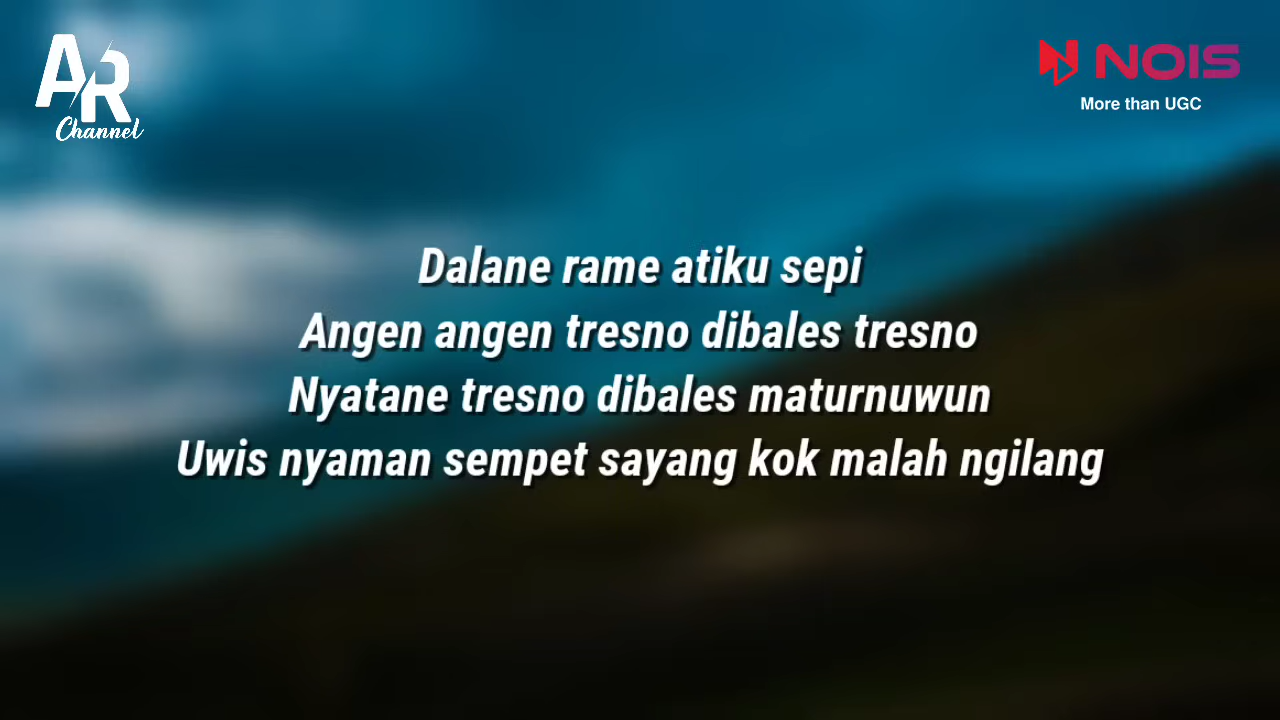 AR
Channel
NOIS
More than UGC
Dalane rame atiku sepi
Angen angen tresno dibales tresno
Nyatane tresno dibales maturnuwun
Uwis nyaman sempet sayang kok malah ngilang